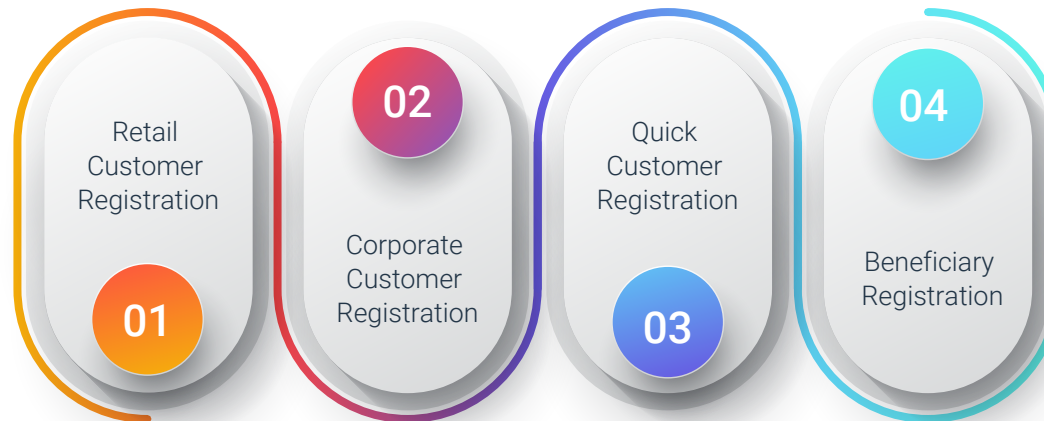 Retail
Customer
Registration
01
02
Corporate
Customer
Registration
Quick
Customer
Registration
03
04
Beneficiary
Registration